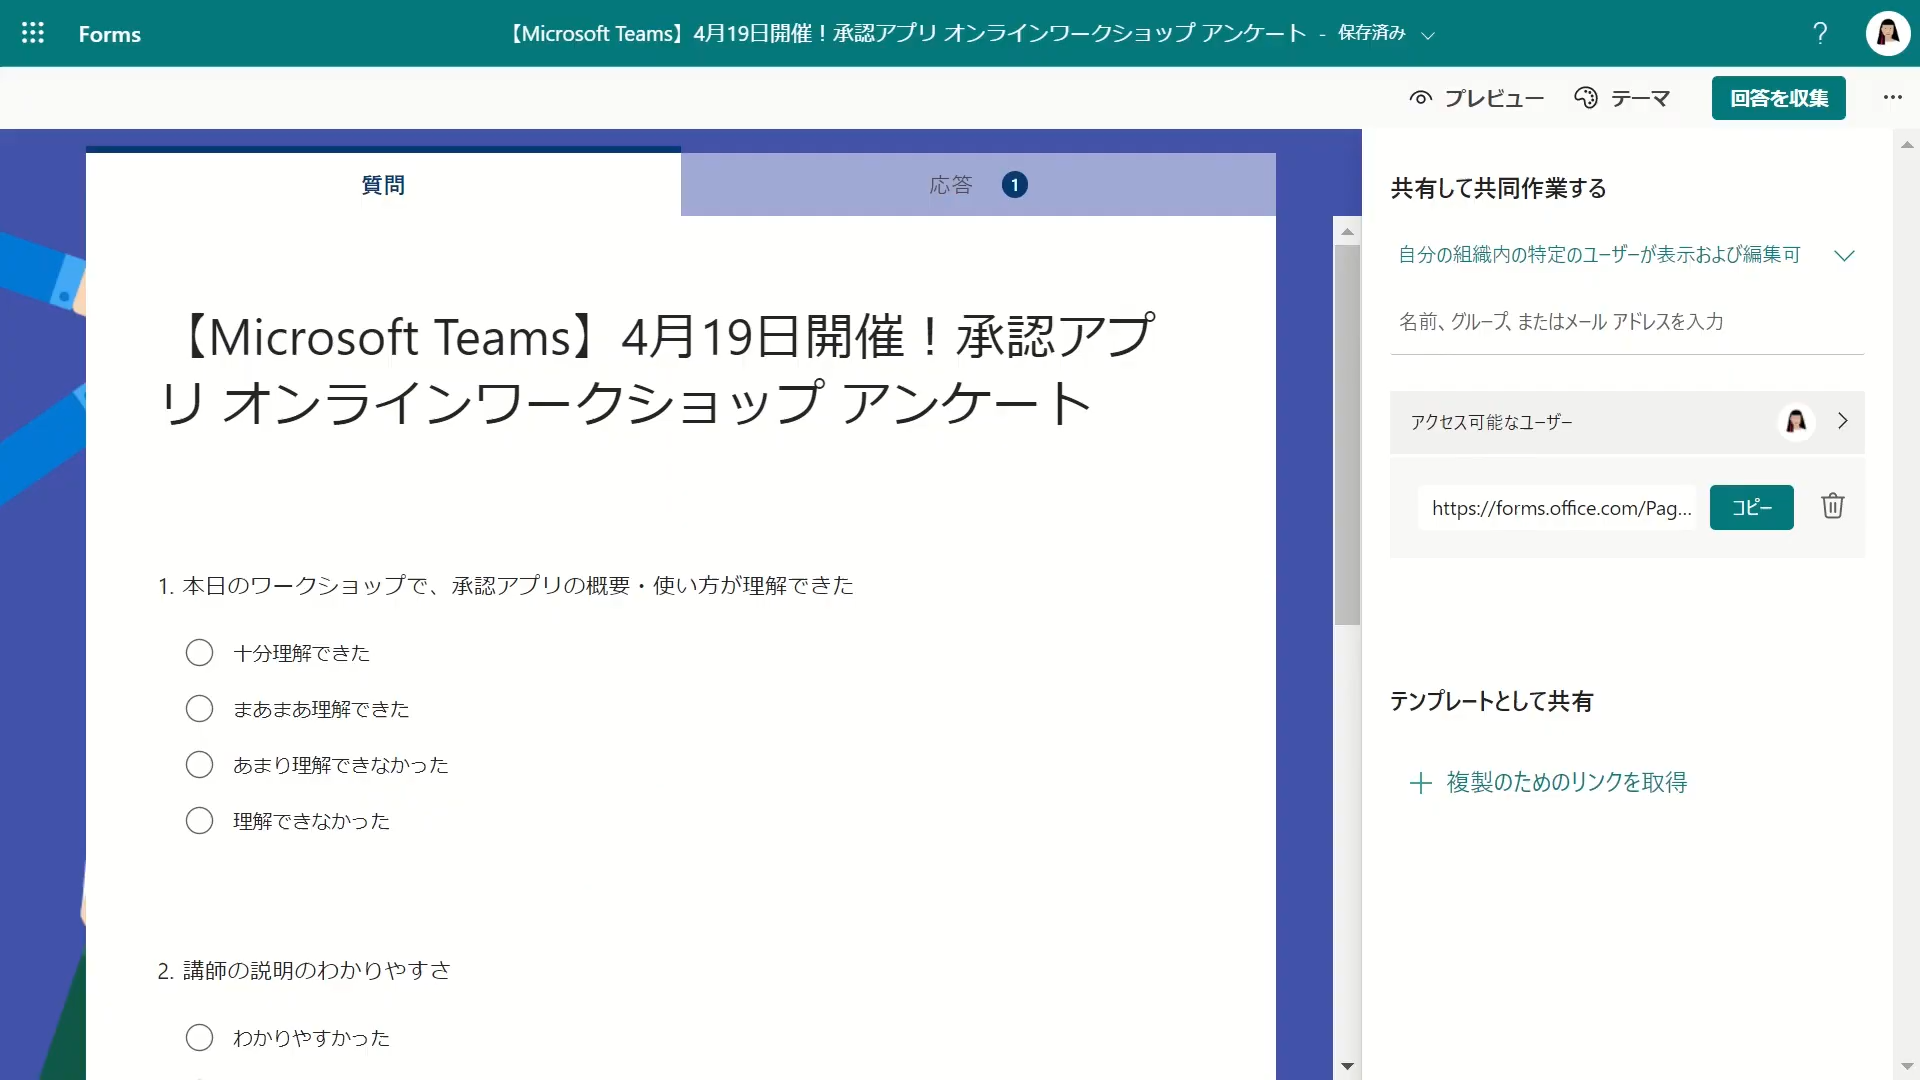 Forms
【Microsoft Teams】4月19日開催！承認アプリ オンラインワークショップ アンケート - 保存済み
?
プレビュー
テーマ
回答を収集
質問
応答 1
【Microsoft Teams】4月19日開催！承認アプ
リ オンラインワークショップ アンケート
1. 本日のワークショップで、承認アプリの概要・使い方が理解できた
十分理解できた
まあまあ理解できた
あまり理解できなかった
理解できなかった
2. 講師の説明のわかりやすさ
わかりやすかった
共有して共同作業する
自分の組織内の特定のユーザーが表示および編集可
名前、グループ、またはメール アドレスを入力
アクセス可能なユーザー
https://forms.office.com/Pag...
コピー
テンプレートとして共有
複製のためのリンクを取得